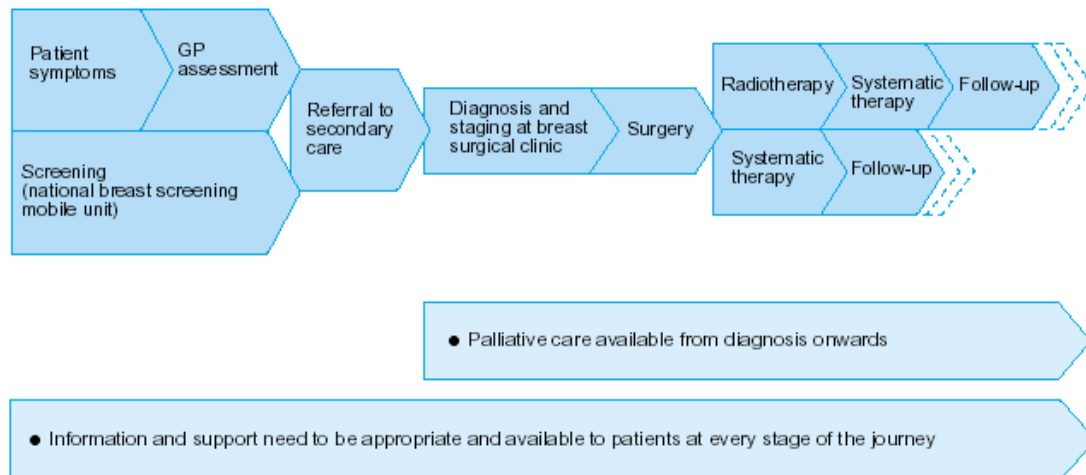 Patient
symptoms
GP
assessment
Screening
(national breast screening
mobile unit)
Referral to
secondary
care
Diagnosis and
staging at breast
surgical clinic
Surgery
Radiotherapy
Systematic
therapy
Follow-up
Systematic
therapy
Follow-up
● Palliative care available from diagnosis onwards
● Information and support need to be appropriate and available to patients at every stage of the journey